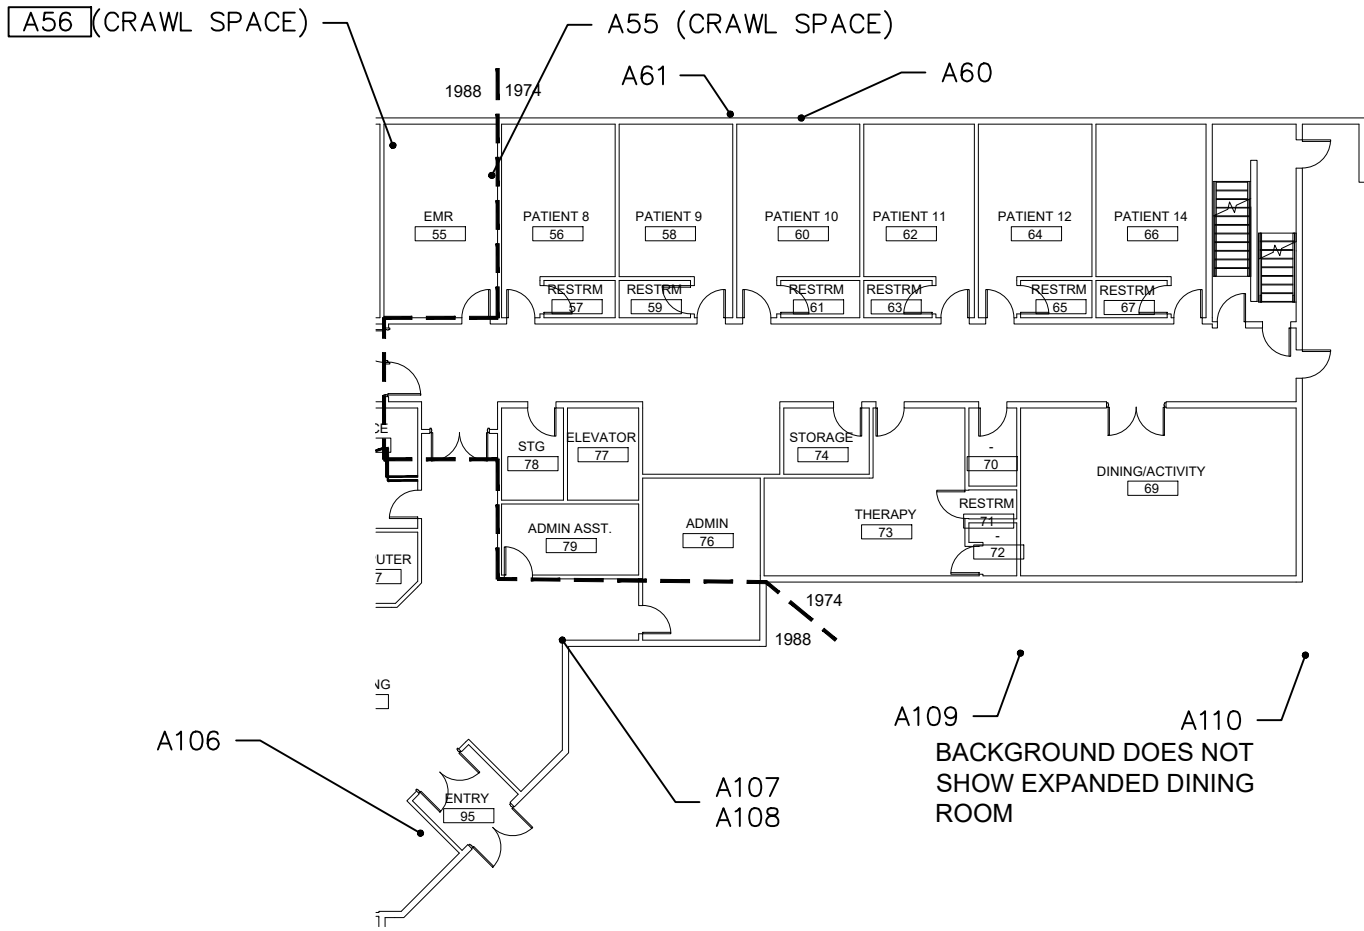 A56 (CRAWL SPACE)
A55 (CRAWL SPACE)
A61
A60
1988
1974
EMR
55
PATIENT 8
56
PATIENT 9
58
PATIENT 10
60
PATIENT 11
62
PATIENT 12
64
PATIENT 14
66
RESTRM
57
RESTRM
59
RESTRM
61
RESTRM
63
RESTRM
65
RESTRM
67
CE
STG
78
ELEVATOR
77
STORAGE
74
-
70
DINING/ACTIVITY
69
RESTRM
71
THERAPY
73
-
72
ADMIN ASST.
79
ADMIN
76
UTER
7
1974
1988
NG
A106
ENTRY
95
A107
A108
A109
A110
BACKGROUND DOES NOT
SHOW EXPANDED DINING
ROOM